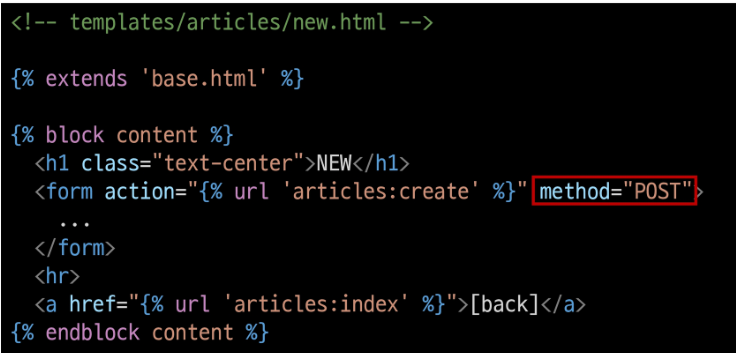 <!-- templates/articles/new.html -->
{% extends 'base.html' %}
{% block content %}
<h1 class="text-center">NEW</h1>
<form action="{% url 'articles:create' %}" method="POST">
...
</form>
<hr>
<a href="{% url 'articles:index' %}">[back]</a>
{% endblock content %}